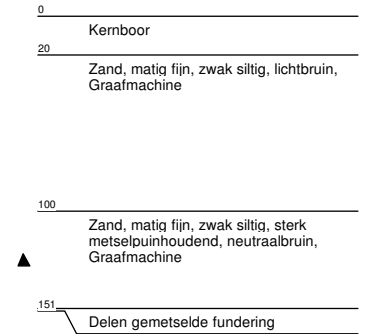 0
Kernboor
20
Zand, matig fijn, zwak siltig, lichtbruin,
Graafmachine
100
Zand, matig fijn, zwak siltig, sterk
metselpuinhoudend, neutraalbruin,
Graafmachine
151
Delen gemetselde fundering